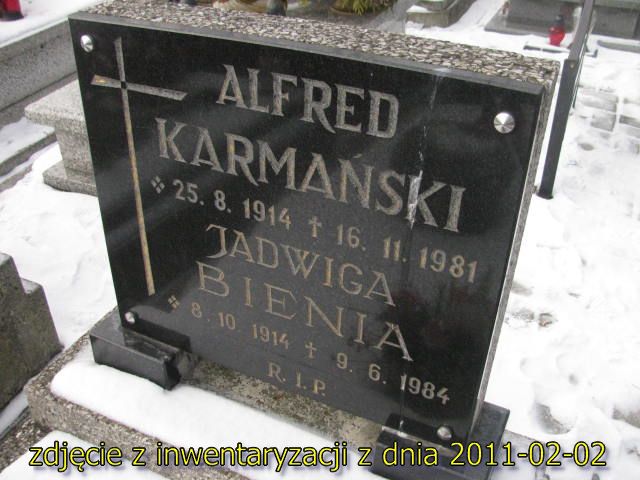 ALFRED
KARMAŃSKI
25. 8. 1914 ✝ 16. 11. 1981
JADWIGA
BIENIA
8. 10. 1914 ✝ 9. 6. 1984
R. I. P.
zdjęcie z inwentaryzacji z dnia 2011-02-02